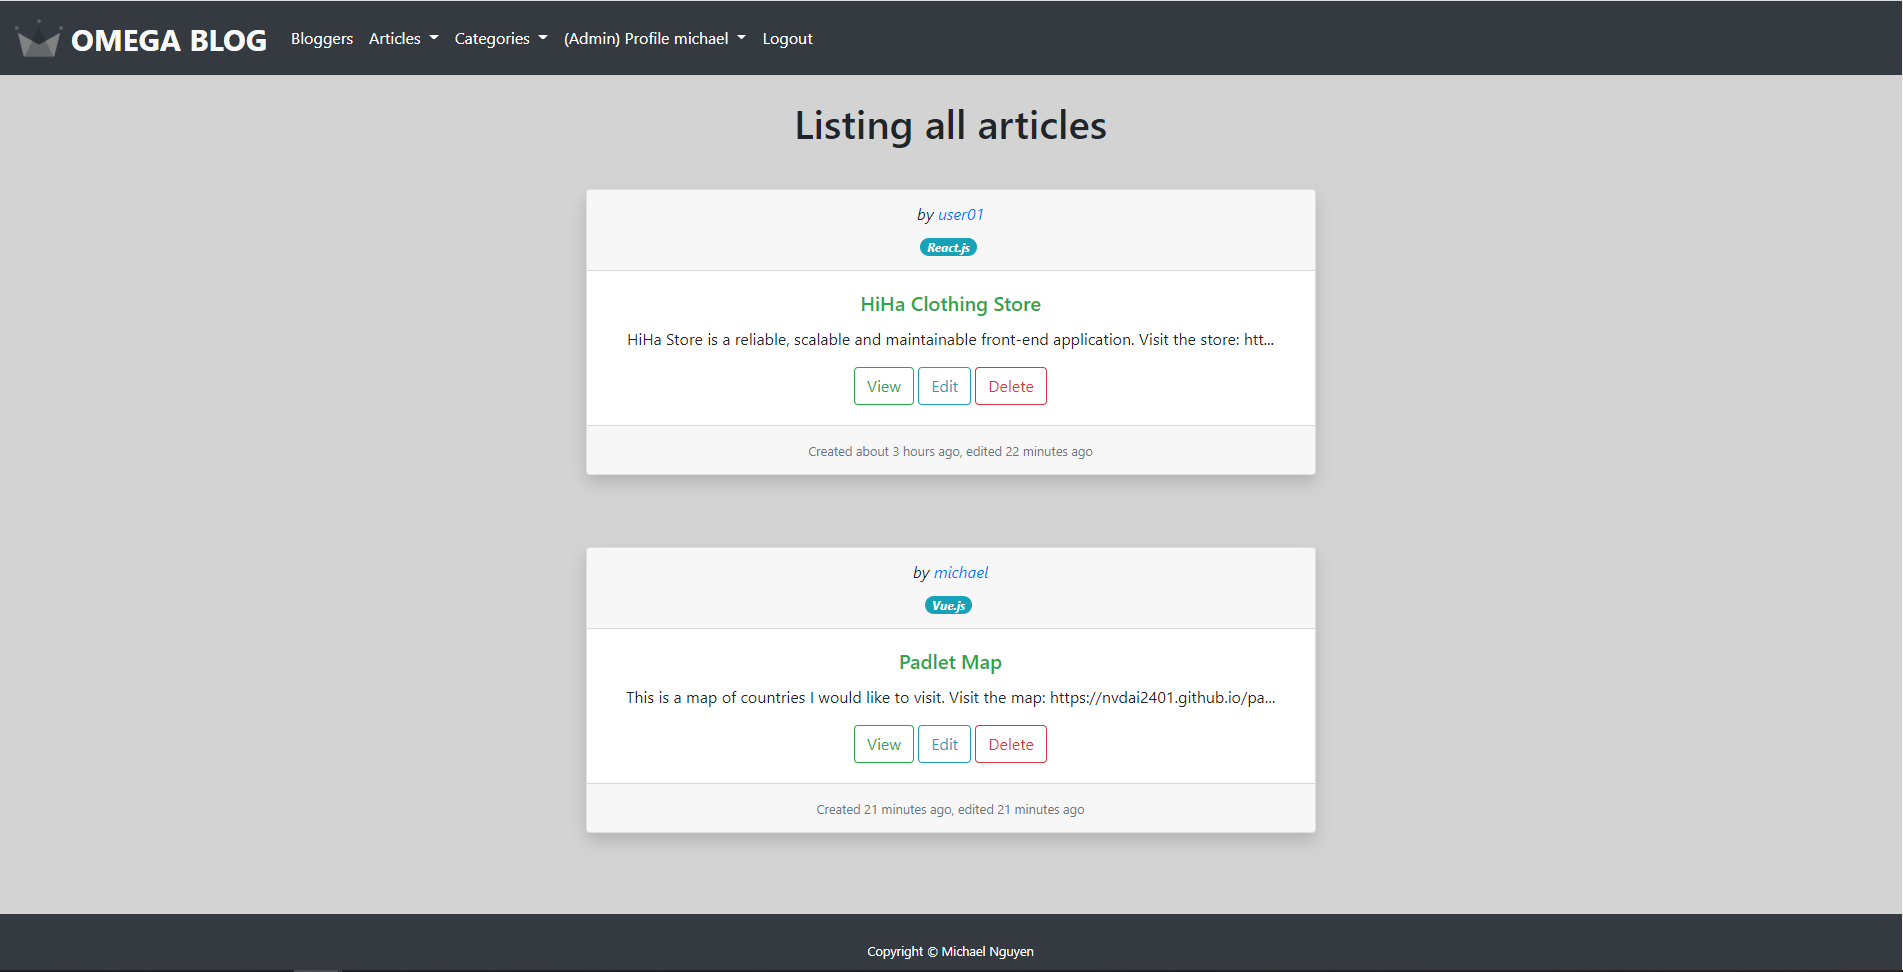 OMEGA BLOG Bloggers Articles Categories (Admin) Profile michael Logout
Listing all articles
by user01
React.js
HiHa Clothing Store
HiHa Store is a reliable, scalable and maintainable front-end application. Visit the store: htt...
View Edit Delete
Created about 3 hours ago, edited 22 minutes ago
by michael
Vue.js
Padlet Map
This is a map of countries I would like to visit. Visit the map: https://nvdai2401.github.io/pa...
View Edit Delete
Created 21 minutes ago, edited 21 minutes ago
Copyright © Michael Nguyen